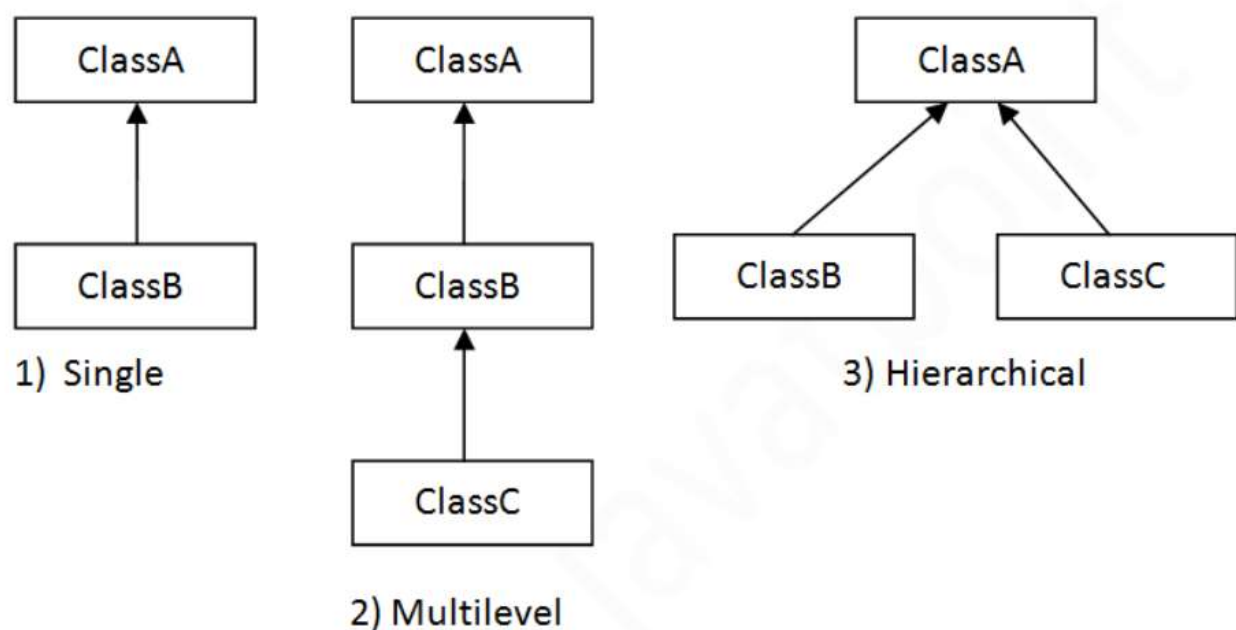 ClassA
ClassB
1) Single
ClassA
ClassB
ClassC
2) Multilevel
ClassA
ClassB
ClassC
3) Hierarchical